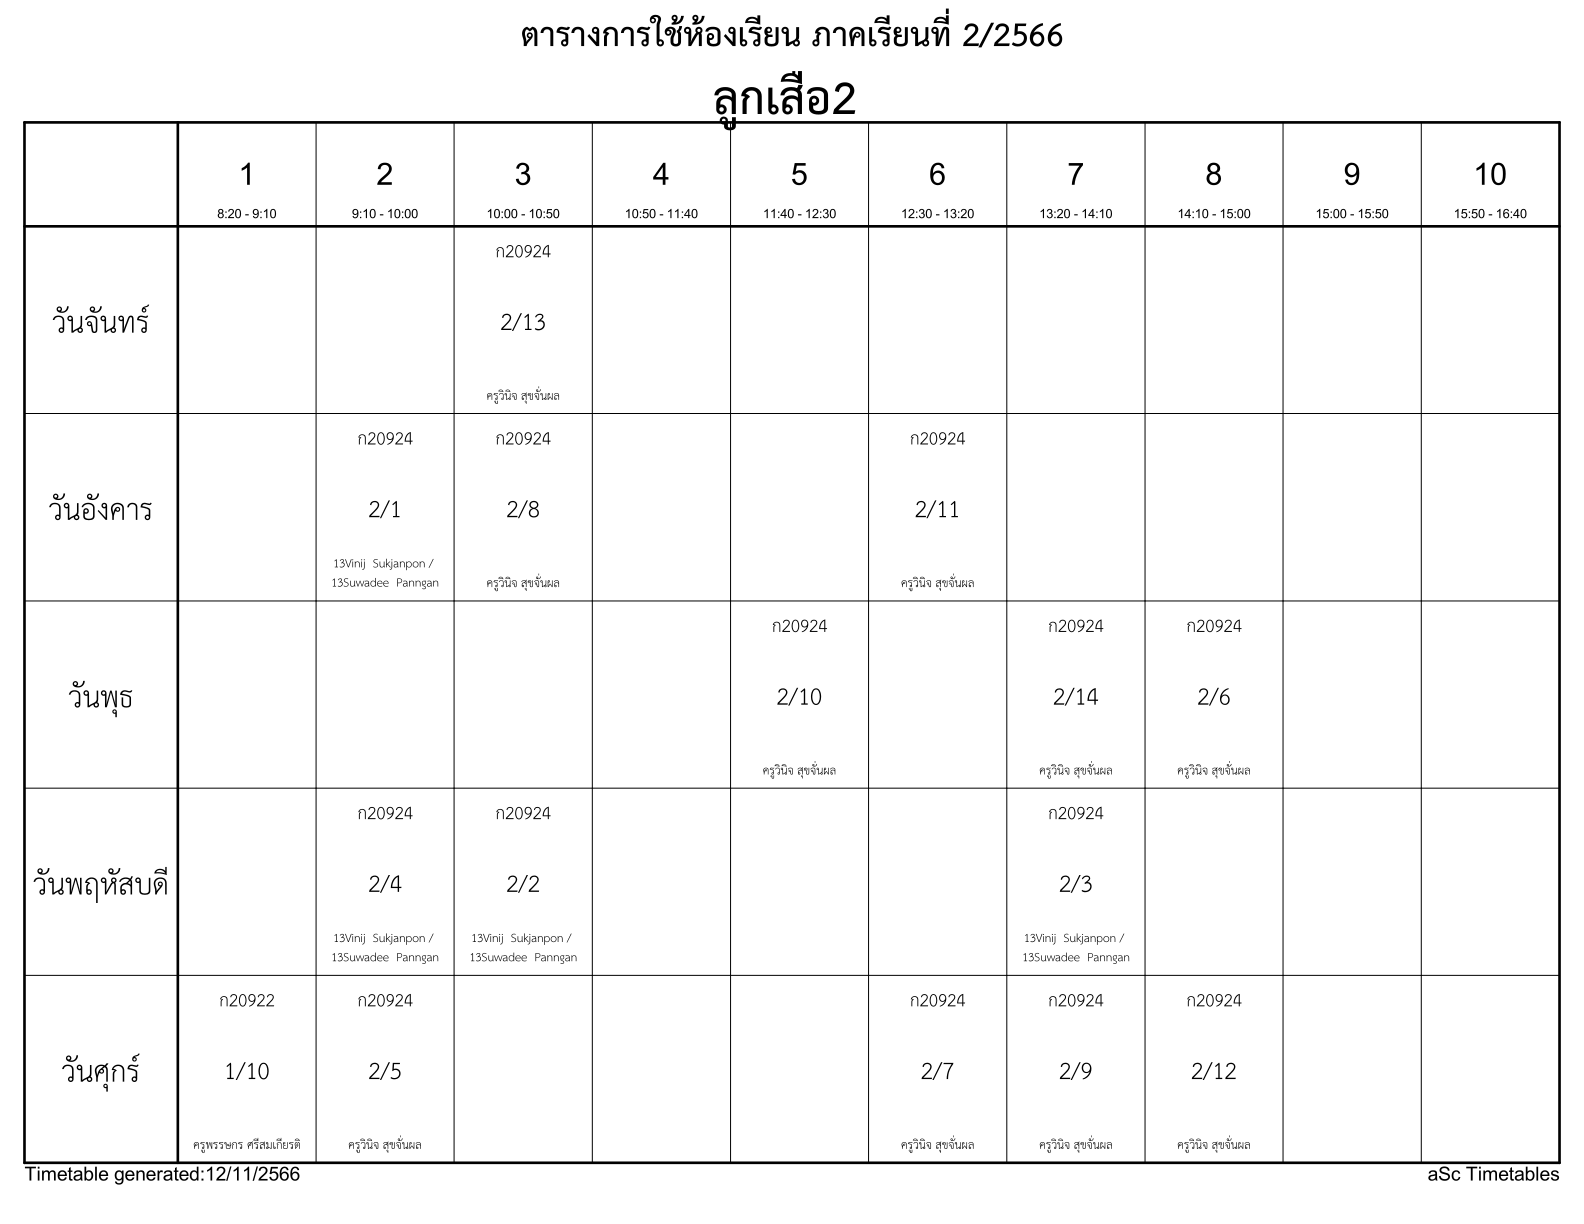 ตารางการใช้ห้องเรียน ภาคเรียนที่ 2/2566
ลูกเสือ2
1 2 3 4 5 6 7 8 9 10
8:20 - 9:10 9:10 - 10:00 10:00 - 10:50 10:50 - 11:40 11:40 - 12:30 12:30 - 13:20 13:20 - 14:10 14:10 - 15:00 15:00 - 15:50 15:50 - 16:40
วันจันทร์
ก20924
2/13
ครูวินิจ สุขจั่นผล
วันอังคาร
ก20924
2/1
13Vinij Sukjanpon /
13Suwadee Panngan
ก20924
2/8
ครูวินิจ สุขจั่นผล
ก20924
2/11
ครูวินิจ สุขจั่นผล
วันพุธ
ก20924
2/10
ครูวินิจ สุขจั่นผล
ก20924
2/14
ครูวินิจ สุขจั่นผล
ก20924
2/6
ครูวินิจ สุขจั่นผล
วันพฤหัสบดี
ก20924
2/4
13Vinij Sukjanpon /
13Suwadee Panngan
ก20924
2/2
13Vinij Sukjanpon /
13Suwadee Panngan
ก20924
2/3
13Vinij Sukjanpon /
13Suwadee Panngan
วันศุกร์
ก20922
1/10
ครูพรรษกร ศรีสมเกียรติ
ก20924
2/5
ครูวินิจ สุขจั่นผล
ก20924
2/7
ครูวินิจ สุขจั่นผล
ก20924
2/9
ครูวินิจ สุขจั่นผล
ก20924
2/12
ครูวินิจ สุขจั่นผล
Timetable generated:12/11/2566
aSc Timetables